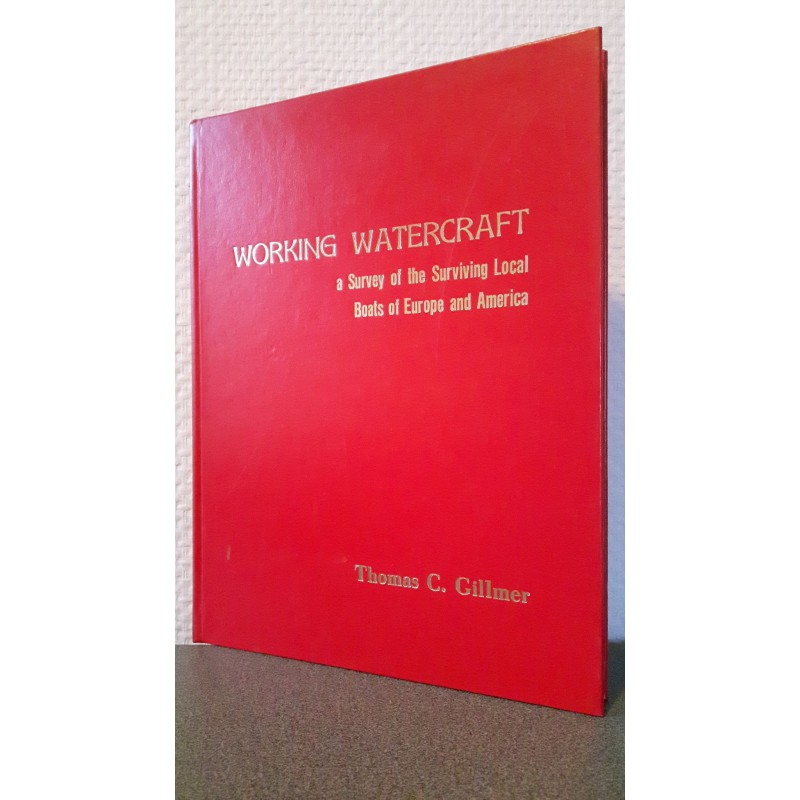 WORKING WATERCRAFT
a Survey of the Surviving Local
Boats of Europe and America
Thomas C. Gillmer